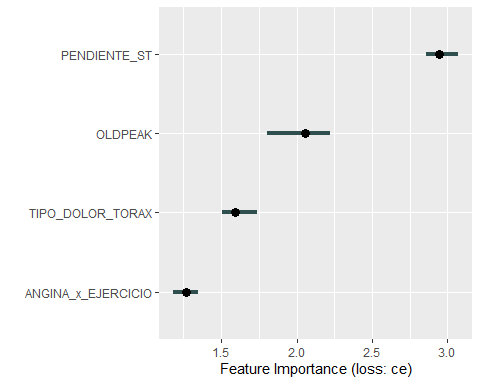 PENDIENTE_ST
OLDPEAK
TIPO_DOLOR_TORAX
ANGINA_x_EJERCICIO
1.5 2.0 2.5 3.0
Feature Importance (loss: ce)